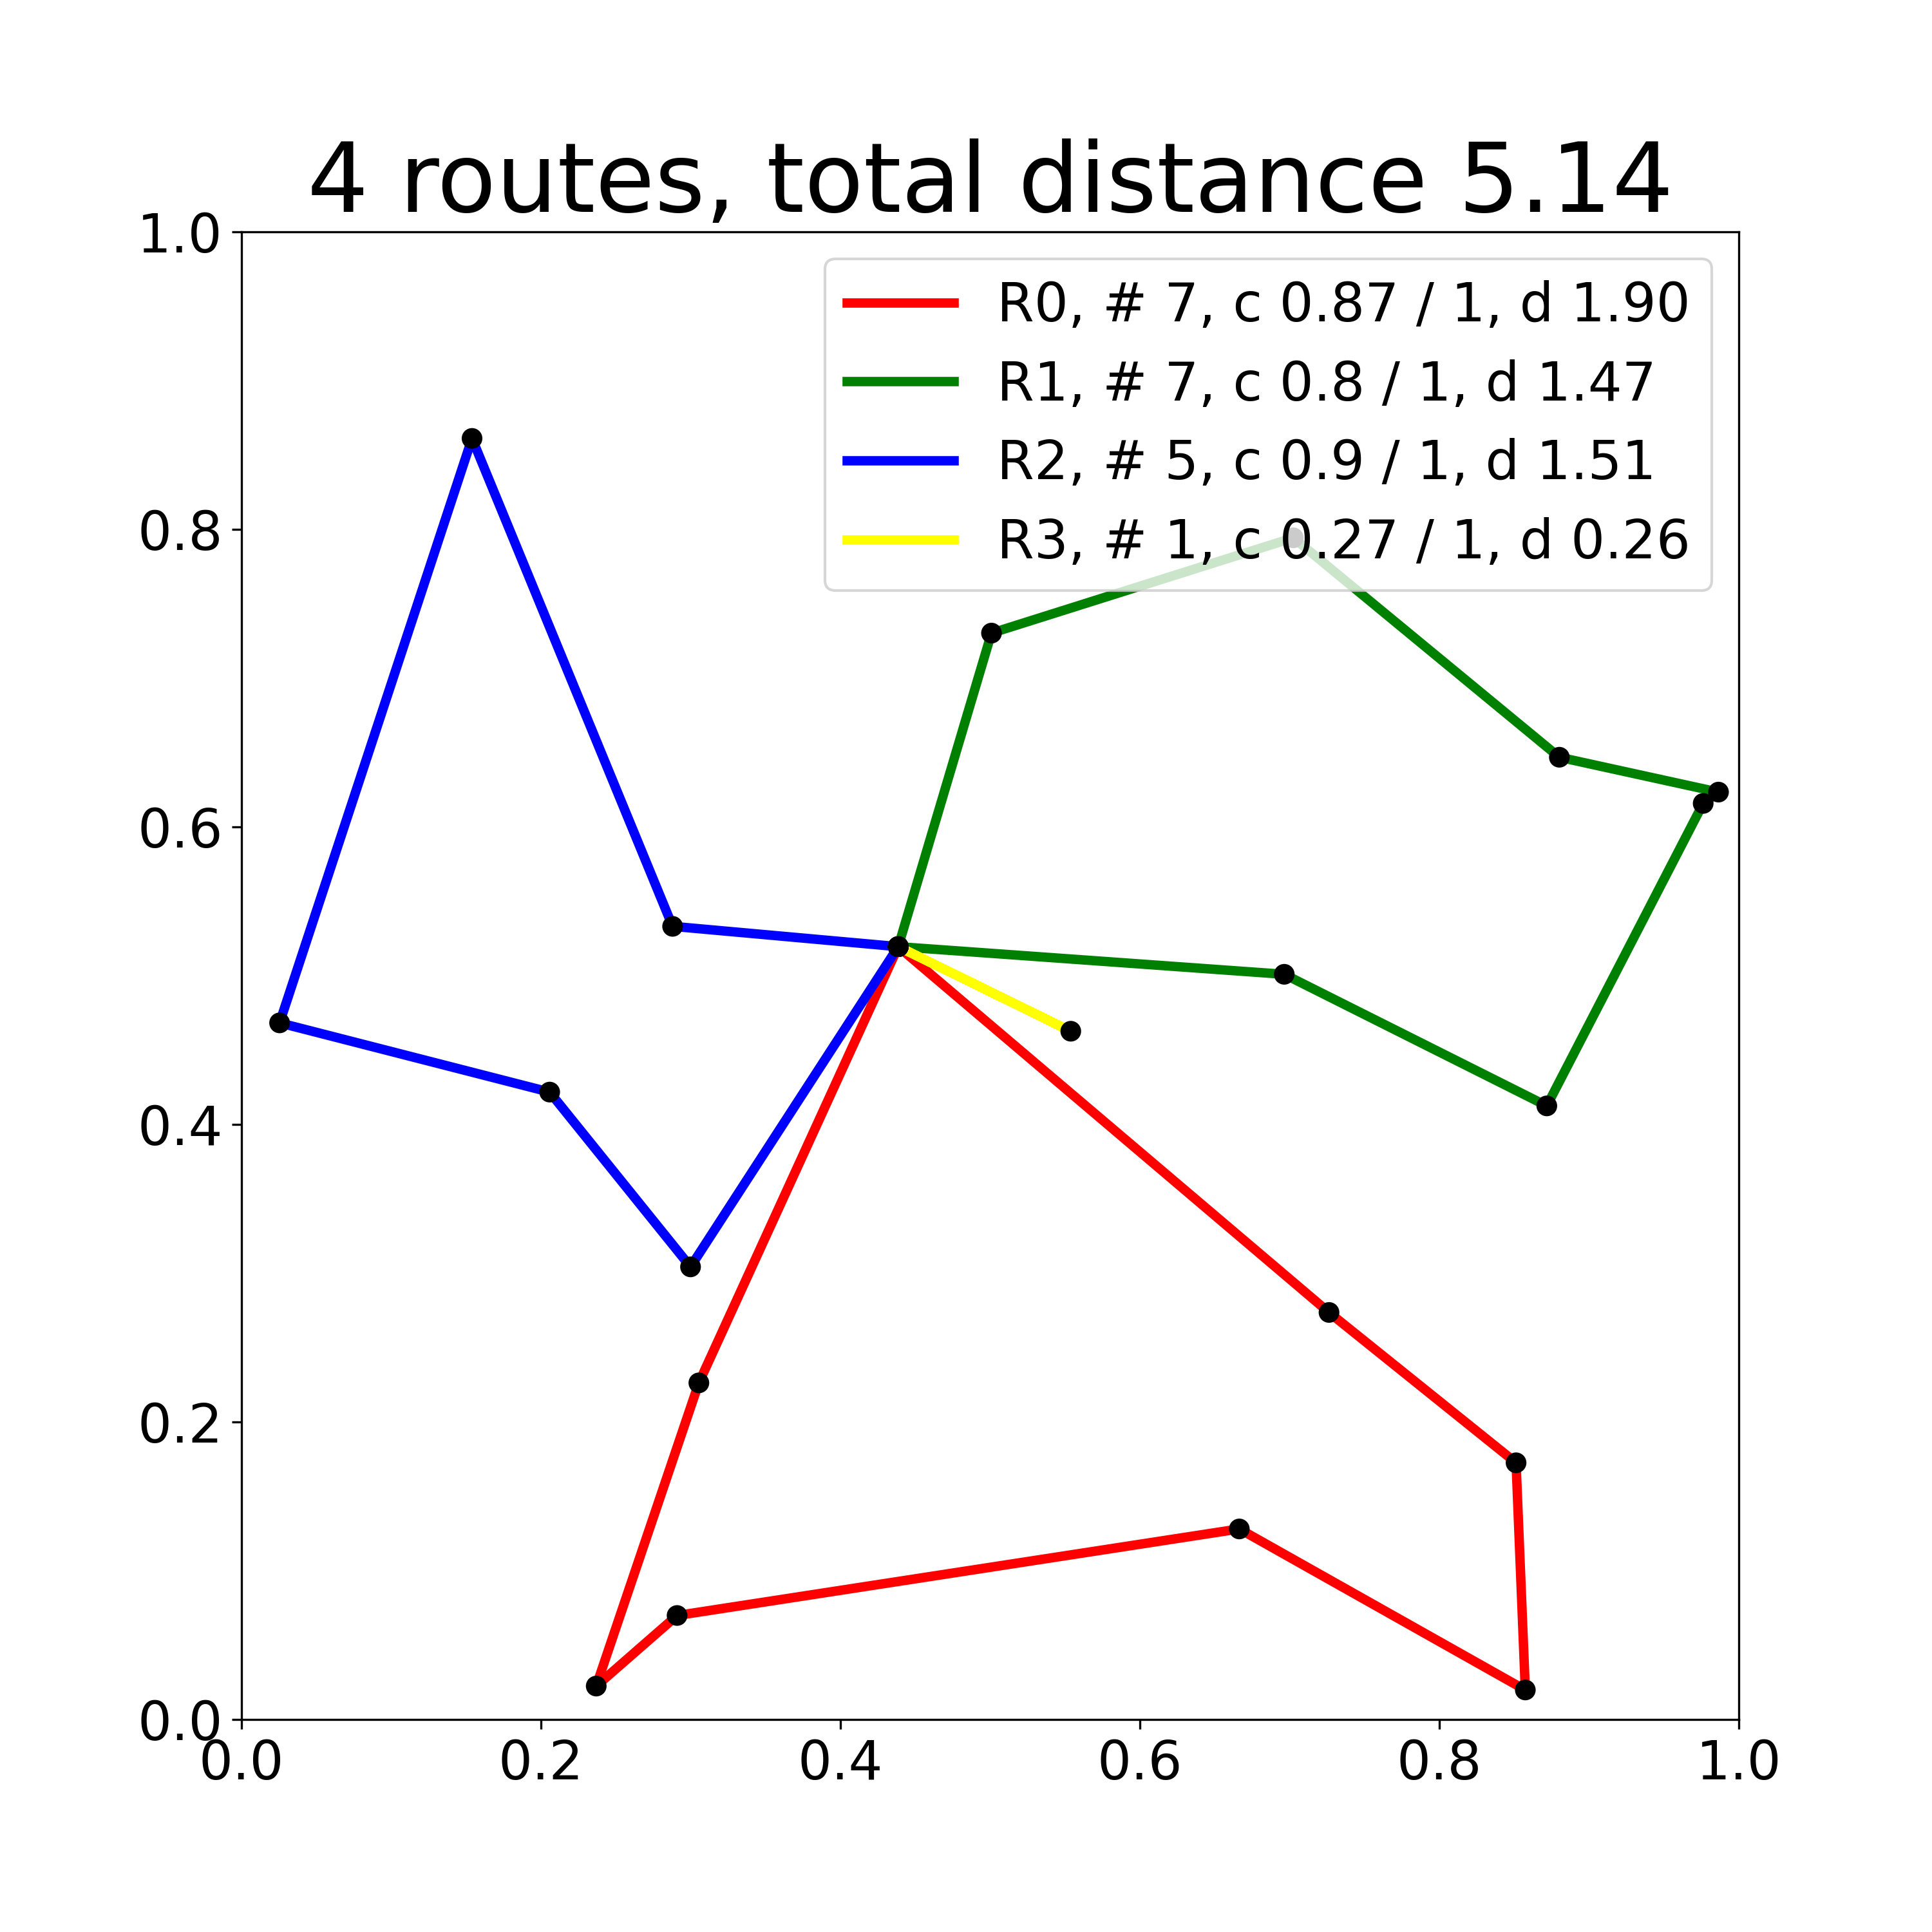 4 routes, total distance 5.14
R0, # 7, c 0.87 / 1, d 1.90
R1, # 7, c 0.8 / 1, d 1.47
R2, # 5, c 0.9 / 1, d 1.51
R3, # 1, c 0.27 / 1, d 0.26
1.0
0.8
0.6
0.4
0.2
0.0
0.0 0.2 0.4 0.6 0.8 1.0